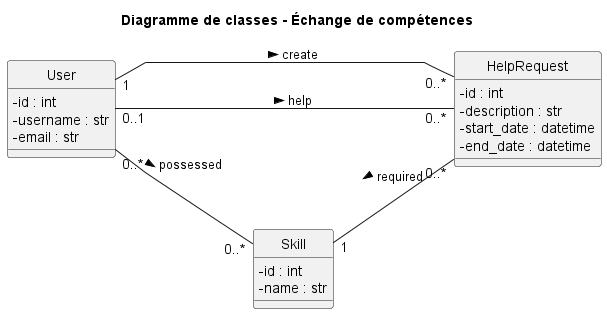 Diagramme de classes - Échange de compétences
User
-id : int
-username : str
-email : str
HelpRequest
-id : int
-description : str
-start_date : datetime
-end_date : datetime
create
1
0..*
help
0..1
0..*
possessed
0..*
0..*
required
0..*
1
Skill
-id : int
-name : str